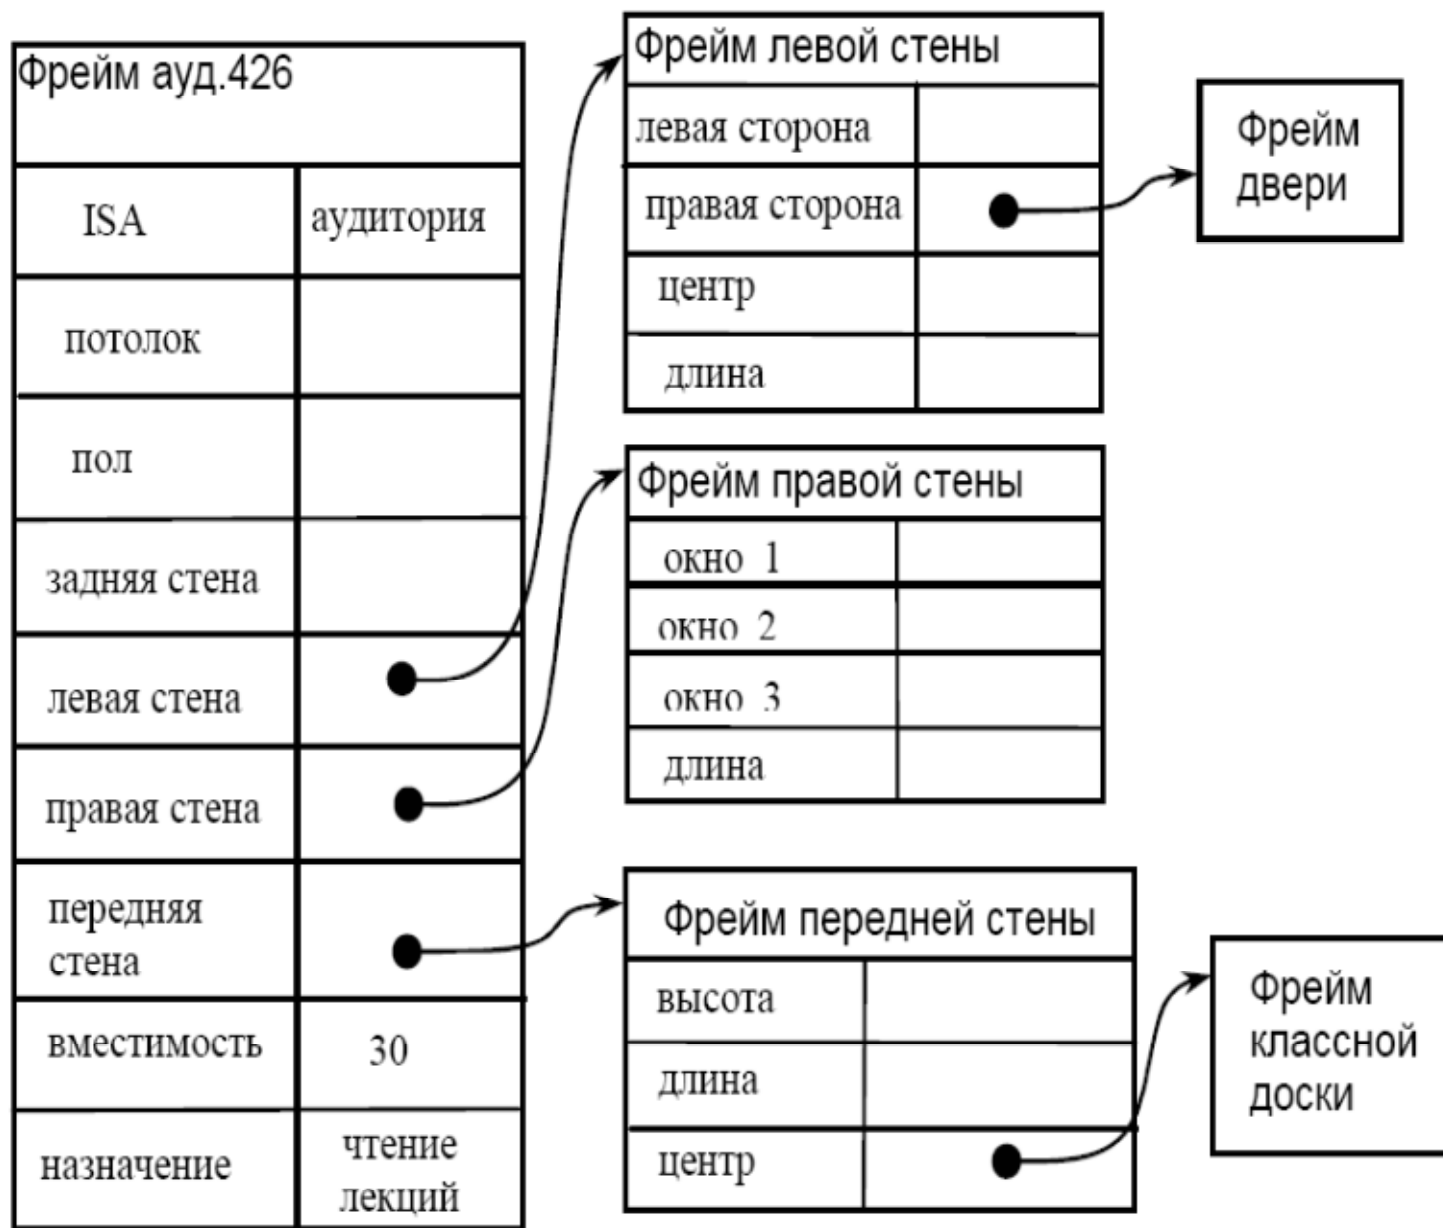 Фрейм ауд.426
ISA
аудитория
потолок
пол
задняя стена
левая стена
правая стена
передняя
стена
вместимость
30
назначение
чтение
лекций
Фрейм левой стены
левая сторона
правая сторона
центр
длина
Фрейм
двери
Фрейм правой стены
окно 1
окно 2
окно 3
длина
Фрейм передней стены
высота
длина
центр
Фрейм
классной
доски